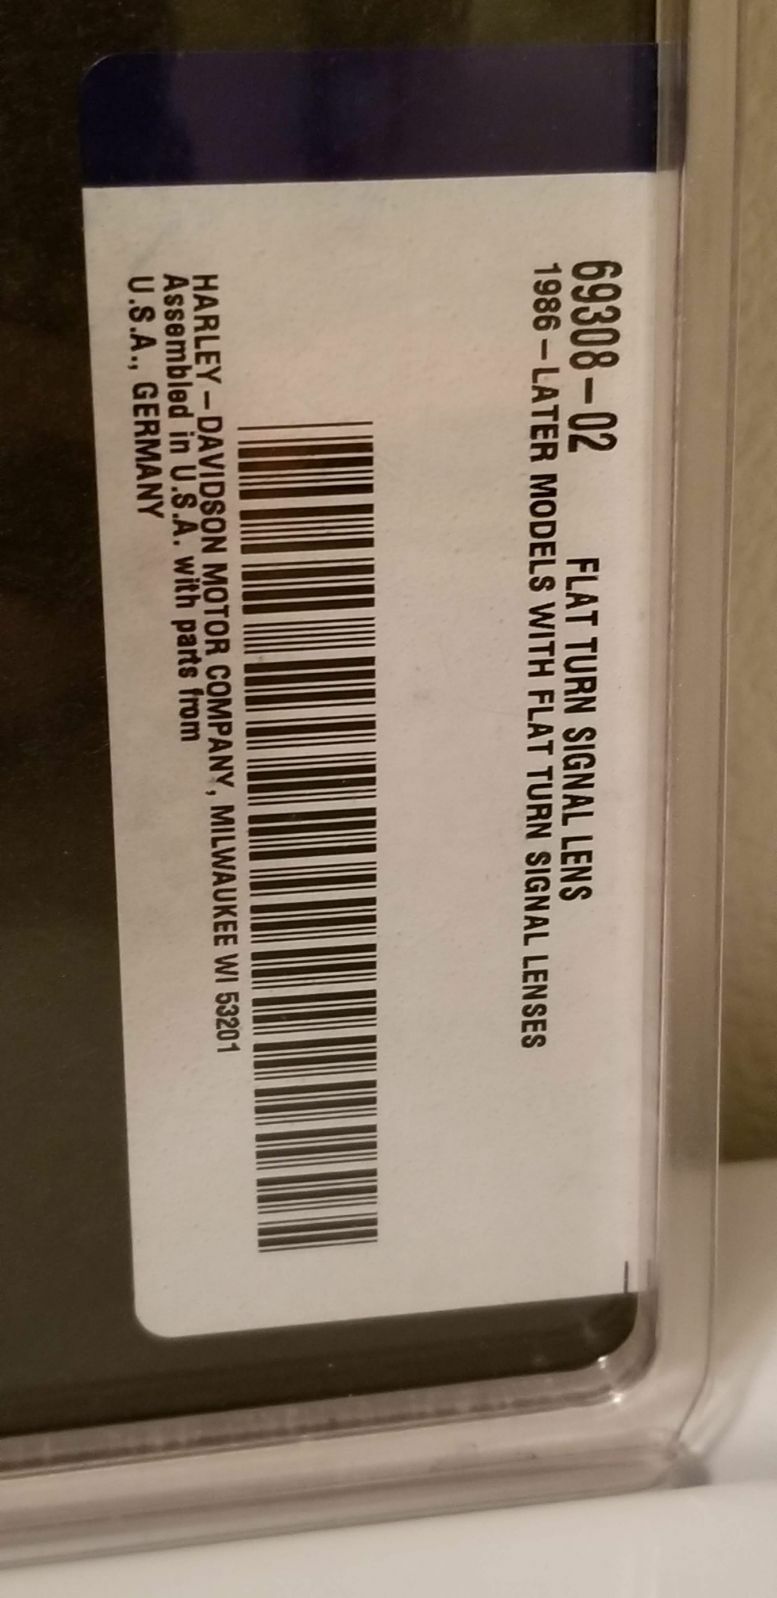 69308-02 FLAT TURN SIGNAL LENS
1986-LATER MODELS WITH FLAT TURN SIGNAL LENSES
HARLEY-DAVIDSON MOTOR COMPANY, MILWAUKEE WI 53201
Assembled in U.S.A. with parts from
U.S.A., GERMANY